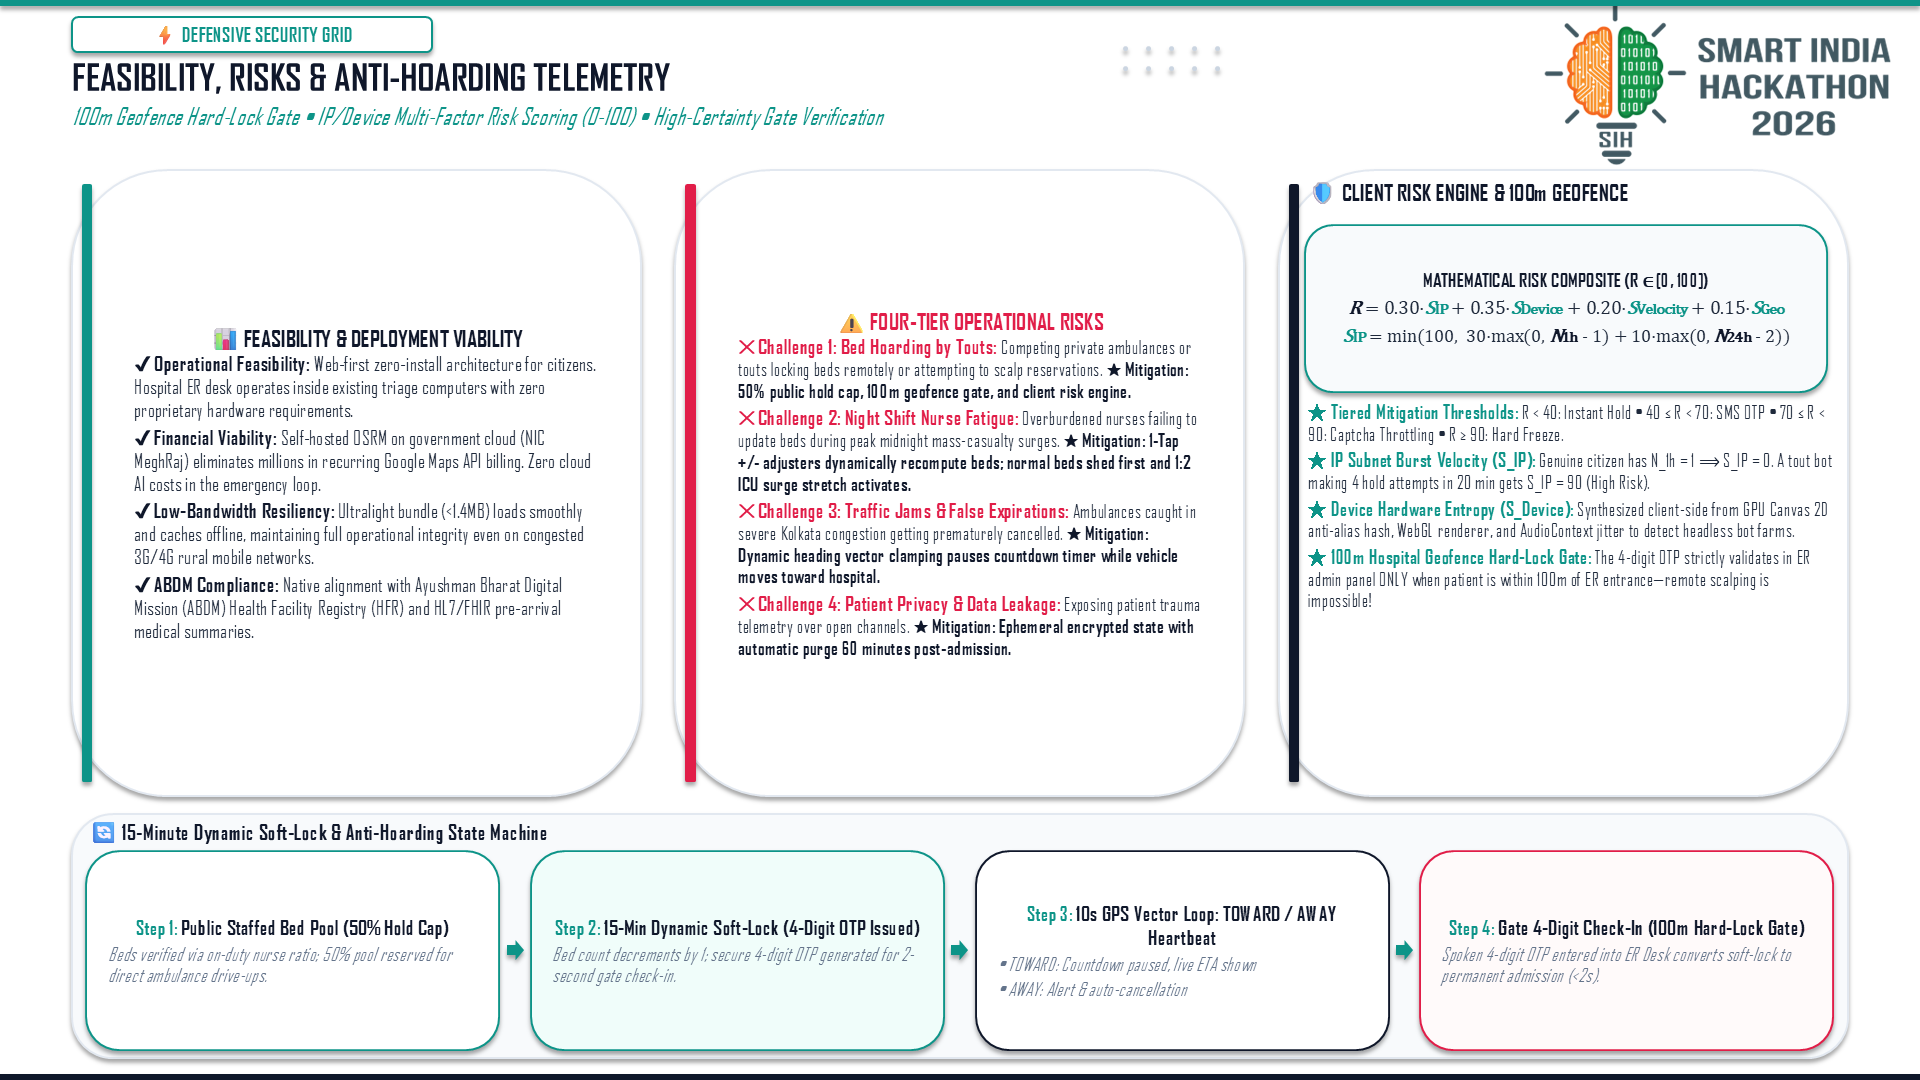 ⚡ DEFENSIVE SECURITY GRID
FEASIBILITY, RISKS & ANTI-HOARDING TELEMETRY
100m Geofence Hard-Lock Gate • IP/Device Multi-Factor Risk Scoring (0-100) • High-Certainty Gate Verification
SIH
SMART INDIA
HACKATHON
2026
📊 FEASIBILITY & DEPLOYMENT VIABILITY
✔ Operational Feasibility: Web-first zero-install architecture for citizens.
Hospital ER desk operates inside existing triage computers with zero
proprietary hardware requirements.
✔ Financial Viability: Self-hosted OSRM on government cloud (NIC
MeghRaj) eliminates millions in recurring Google Maps API billing. Zero cloud
AI costs in the emergency loop.
✔ Low-Bandwidth Resiliency: Ultralight bundle (<1.4MB) loads smoothly
and caches offline, maintaining full operational integrity even on congested
3G/4G rural mobile networks.
✔ ABDM Compliance: Native alignment with Ayushman Bharat Digital
Mission (ABDM) Health Facility Registry (HFR) and HL7/FHIR pre-arrival
medical summaries.
⚠ FOUR-TIER OPERATIONAL RISKS
❌ Challenge 1: Bed Hoarding by Touts: Competing private ambulances or
touts locking beds remotely or attempting to scalp reservations. ★ Mitigation:
50% public hold cap, 100m geofence gate, and client risk engine.
❌ Challenge 2: Night Shift Nurse Fatigue: Overburdened nurses failing to
update beds during peak midnight mass-casualty surges. ★ Mitigation: 1-Tap
+/- adjusters dynamically recompute beds; normal beds shed first and 1:2
ICU surge stretch activates.
❌ Challenge 3: Traffic Jams & False Expirations: Ambulances caught in
severe Kolkata congestion getting prematurely cancelled. ★ Mitigation:
Dynamic heading vector clamping pauses countdown timer while vehicle
moves toward hospital.
❌ Challenge 4: Patient Privacy & Data Leakage: Exposing patient trauma
telemetry over open channels. ★ Mitigation: Ephemeral encrypted state with
automatic purge 60 minutes post-admission.
🛡 CLIENT RISK ENGINE & 100m GEOFENCE
MATHEMATICAL RISK COMPOSITE (R ∈ [0, 100])
R = 0.30·SIP + 0.35·SDevice + 0.20·SVelocity + 0.15·SGeo
SIP = min(100, 30·max(0, N1h - 1) + 10·max(0, N24h - 2))
★ Tiered Mitigation Thresholds: R < 40: Instant Hold • 40 ≤ R < 70: SMS OTP • 70 ≤ R <
90: Captcha Throttling • R ≥ 90: Hard Freeze.
★ IP Subnet Burst Velocity (S_IP): Genuine citizen has N_1h = 1 ⟹ S_IP = 0. A tout bot
making 4 hold attempts in 20 min gets S_IP = 90 (High Risk).
★ Device Hardware Entropy (S_Device): Synthesized client-side from GPU Canvas 2D
anti-alias hash, WebGL renderer, and AudioContext jitter to detect headless bot farms.
★ 100m Hospital Geofence Hard-Lock Gate: The 4-digit OTP strictly validates in ER
admin panel ONLY when patient is within 100m of ER entrance—remote scalping is
impossible!
🔄 15-Minute Dynamic Soft-Lock & Anti-Hoarding State Machine
Step 1: Public Staffed Bed Pool (50% Hold Cap)
Beds verified via on-duty nurse ratio; 50% pool reserved for
direct ambulance drive-ups.
Step 2: 15-Min Dynamic Soft-Lock (4-Digit OTP Issued)
Bed count decrements by 1; secure 4-digit OTP generated for 2-
second gate check-in.
Step 3: 10s GPS Vector Loop: TOWARD / AWAY
Heartbeat
• TOWARD: Countdown paused, live ETA shown
• AWAY: Alert & auto-cancellation
Step 4: Gate 4-Digit Check-In (100m Hard-Lock Gate)
Spoken 4-digit OTP entered into ER Desk converts soft-lock to
permanent admission (<2s).